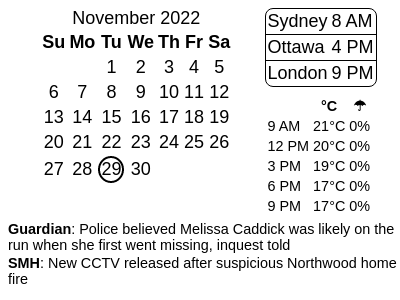 November 2022
Su Mo Tu We Th Fr Sa
1 2 3 4 5
6 7 8 9 10 11 12
13 14 15 16 17 18 19
20 21 22 23 24 25 26
27 28 29 30
Sydney 8 AM
Ottawa 4 PM
London 9 PM
°C ☂
9 AM 21°C 0%
12 PM 20°C 0%
3 PM 19°C 0%
6 PM 17°C 0%
9 PM 17°C 0%
Guardian: Police believed Melissa Caddick was likely on the
run when she first went missing, inquest told
SMH: New CCTV released after suspicious Northwood home
fire